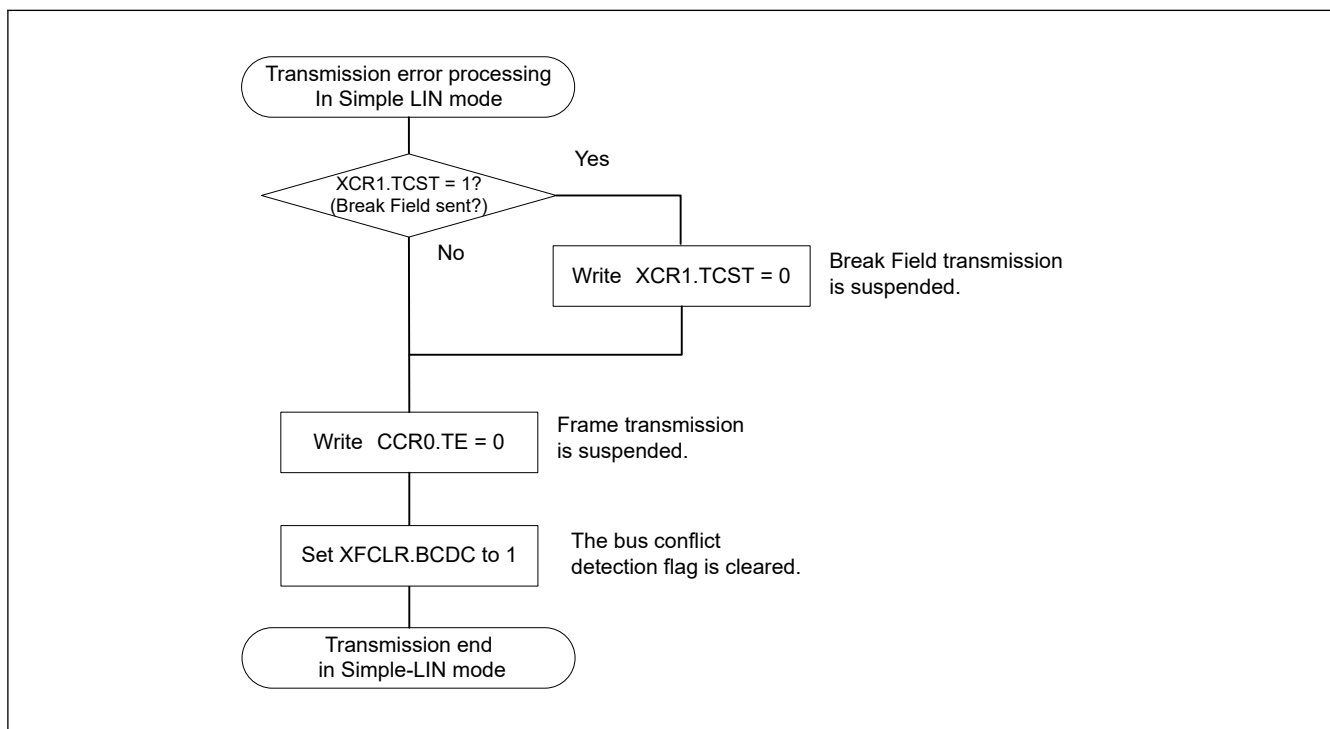 Transmission error processing
In Simple LIN mode
Yes
XCR1.TCST = 1?
(Break Field sent?)
No
Write XCR1.TCST = 0
Break Field transmission
is suspended.
Write CCR0.TE = 0
Frame transmission
is suspended.
Set XFCLR.BCDC to 1
The bus conflict
detection flag is cleared.
Transmission end
in Simple-LIN mode